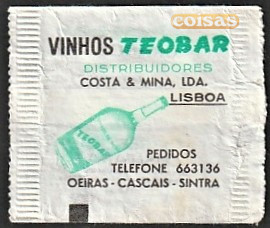 coisas
VINHOS TEOBAR
DISTRIBUIDORES
COSTA & MINA, LDA.
LISBOA
TEOBAR
PEDIDOS
TELEFONE 663136
OEIRAS - CASCAIS - SINTRA